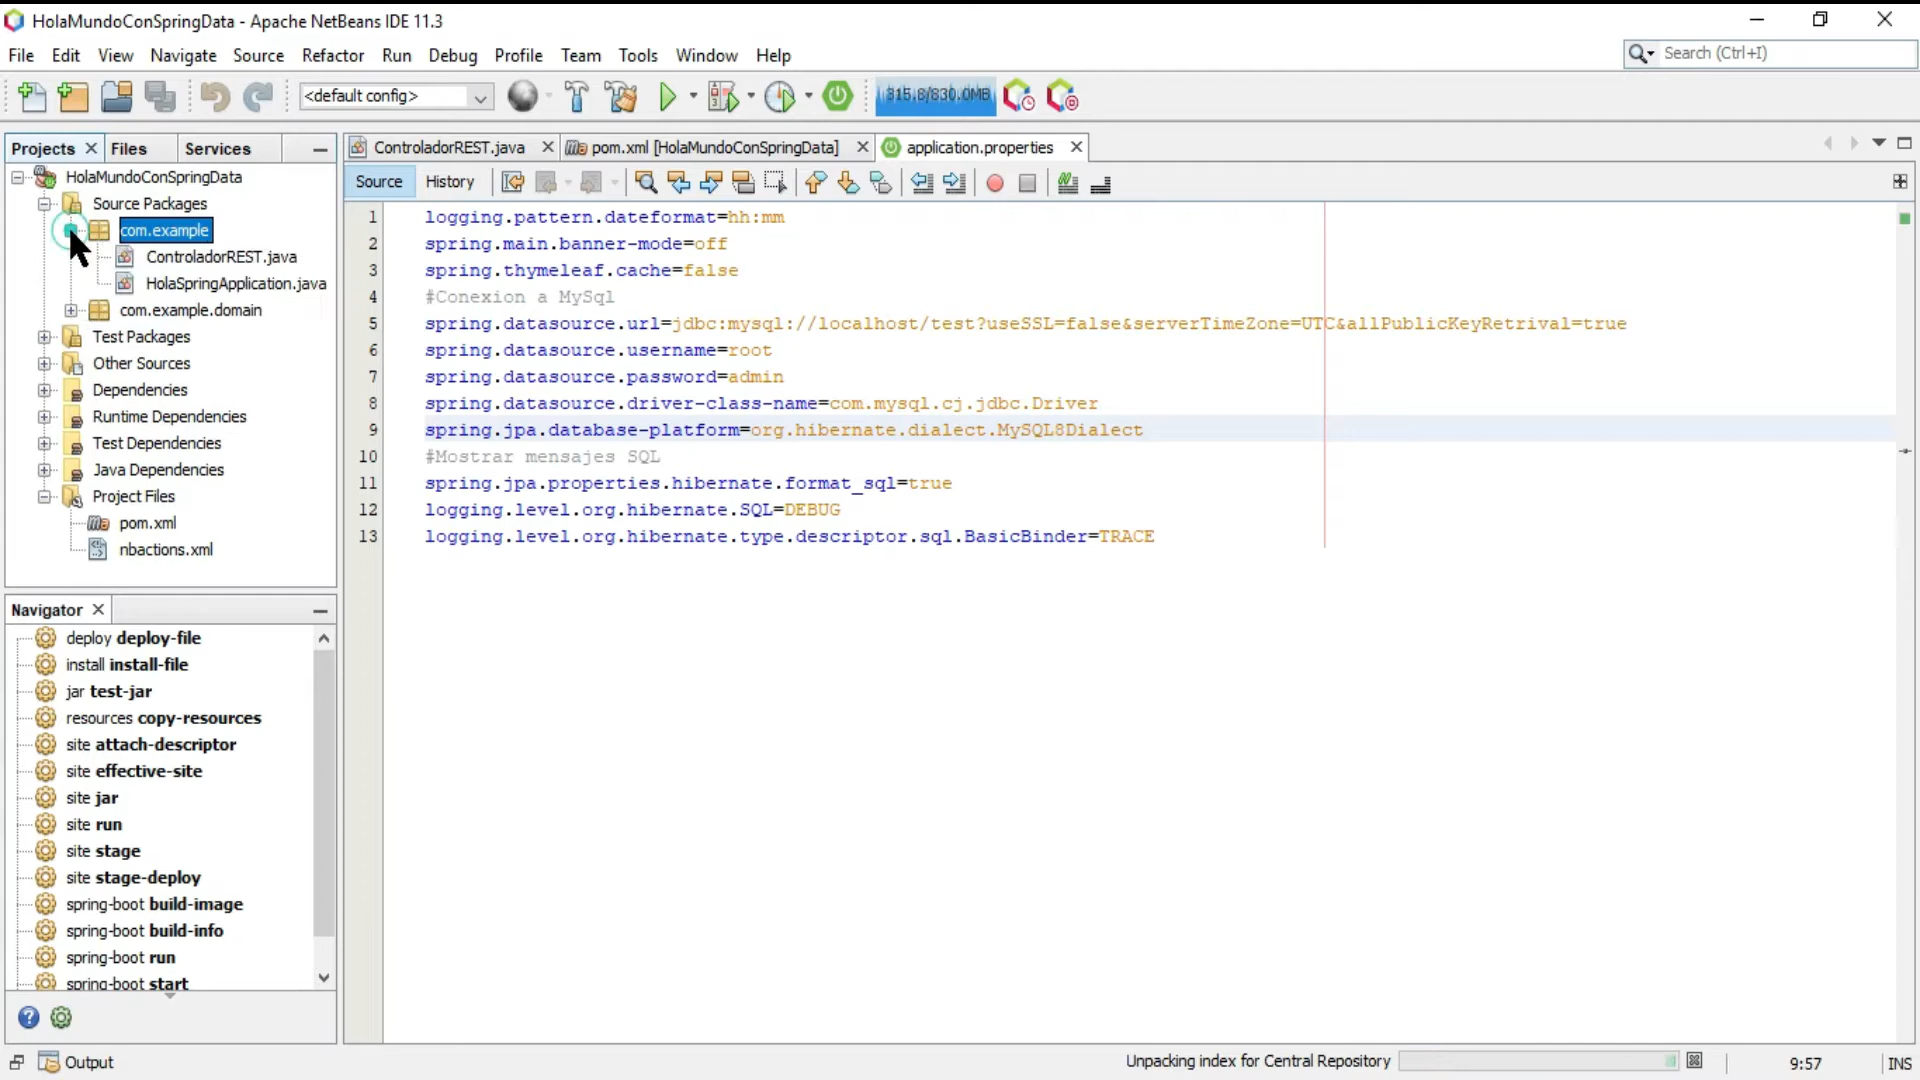 HolaMundoConSpringData - Apache NetBeans IDE 11.3
File Edit View Navigate Source Refactor Run Debug Profile Team Tools Window Help
Search (Ctrl+I)
<default config>
315.8/830.0MB
Projects Files Services
HolaMundoConSpringData
Source Packages
com.example
ControladorREST.java
HolaSpringApplication.java
com.example.domain
Test Packages
Other Sources
Dependencies
Runtime Dependencies
Test Dependencies
Java Dependencies
Project Files
pom.xml
nbactions.xml
Navigator
deploy deploy-file
install install-file
jar test-jar
resources copy-resources
site attach-descriptor
site effective-site
site jar
site run
site stage
site stage-deploy
spring-boot build-image
spring-boot build-info
spring-boot run
spring-boot start
ControladorREST.java pom.xml [HolaMundoConSpringData] application.properties
Source History
1 logging.pattern.dateformat=hh:mm
2 spring.main.banner-mode=off
3 spring.thymeleaf.cache=false
4 #Conexion a MySql
5 spring.datasource.url=jdbc:mysql://localhost/test?useSSL=false&serverTimeZone=UTC&allPublicKeyRetrival=true
6 spring.datasource.username=root
7 spring.datasource.password=admin
8 spring.datasource.driver-class-name=com.mysql.cj.jdbc.Driver
9 spring.jpa.database-platform=org.hibernate.dialect.MySQL8Dialect
10 #Mostrar mensajes SQL
11 spring.jpa.properties.hibernate.format_sql=true
12 logging.level.org.hibernate.SQL=DEBUG
13 logging.level.org.hibernate.type.descriptor.sql.BasicBinder=TRACE
Output
Unpacking index for Central Repository
9:57
INS